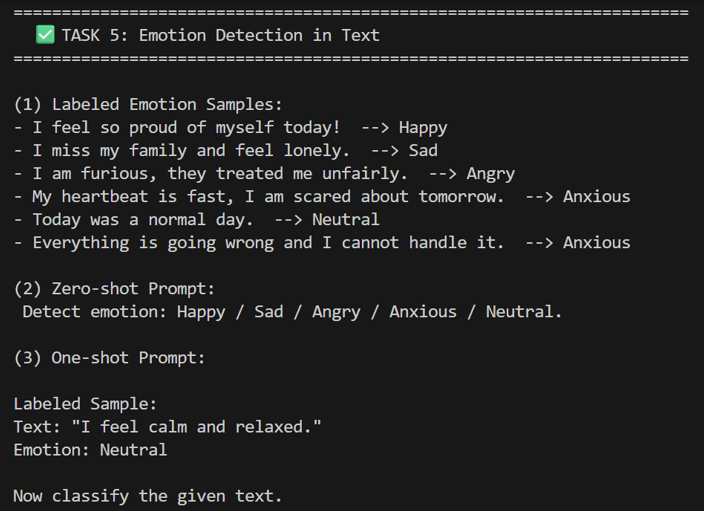 ======================================================================
✅ TASK 5: Emotion Detection in Text
======================================================================
(1) Labeled Emotion Samples:
- I feel so proud of myself today!  --> Happy
- I miss my family and feel lonely.  --> Sad
- I am furious, they treated me unfairly.  --> Angry
- My heartbeat is fast, I am scared about tomorrow.  --> Anxious
- Today was a normal day.  --> Neutral
- Everything is going wrong and I cannot handle it.  --> Anxious
(2) Zero-shot Prompt:
Detect emotion: Happy / Sad / Angry / Anxious / Neutral.
(3) One-shot Prompt:
Labeled Sample:
Text: "I feel calm and relaxed."
Emotion: Neutral
Now classify the given text.